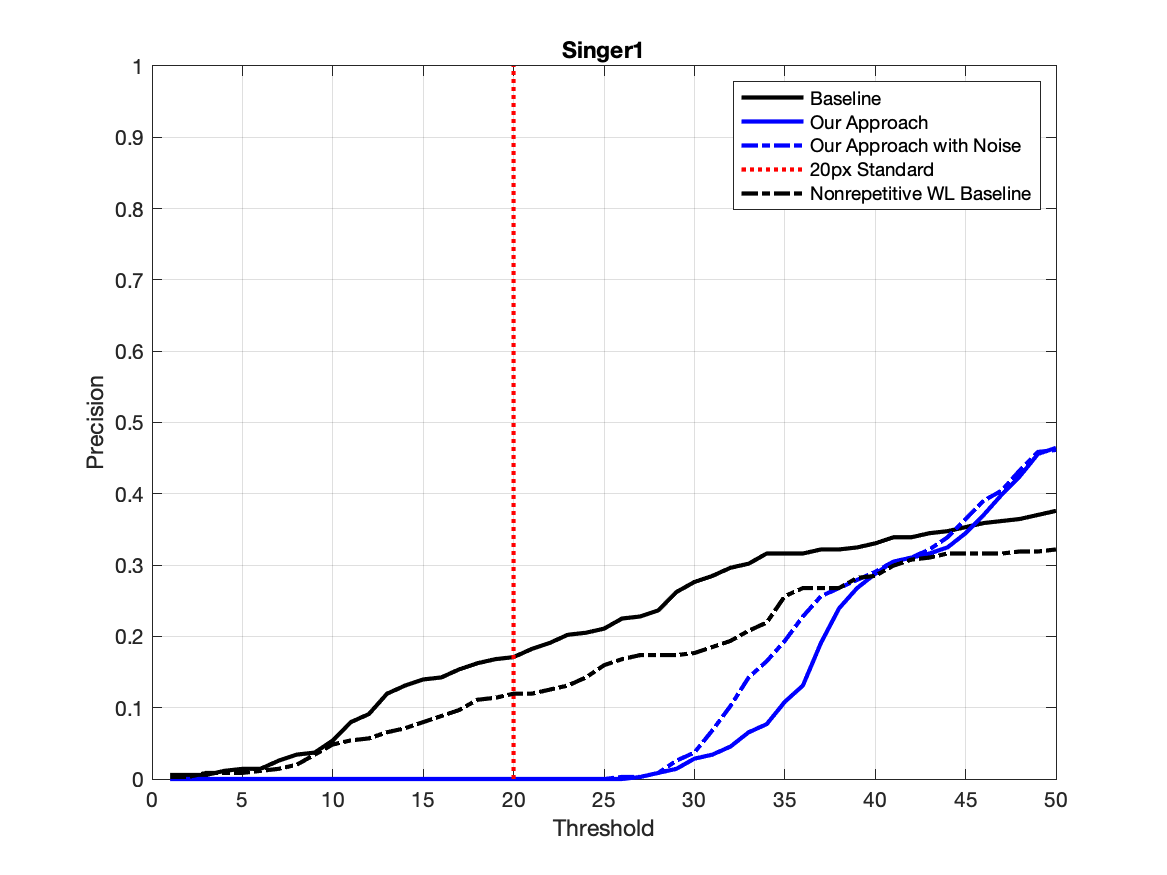 Singer1
1
0.9
0.8
0.7
0.6
0.5
0.4
0.3
0.2
0.1
0
Precision
Baseline
Our Approach
Our Approach with Noise
20px Standard
Nonrepetitive WL Baseline
0 5 10 15 20 25 30 35 40 45 50
Threshold